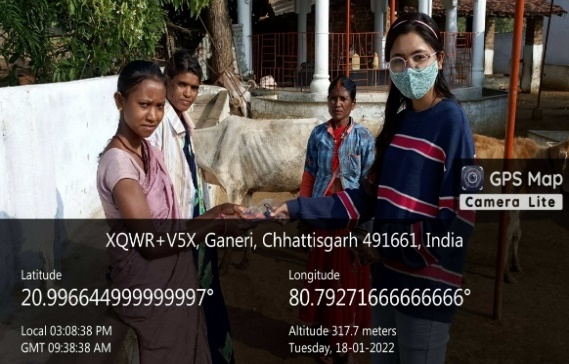 GPS Map
Camera Lite
XQWR+V5X, Ganeri, Chhattisgarh 491661, India
Latitude
20.996644999999997°
Longitude
80.79271666666666°
Local 03:08:38 PM
GMT 09:38:38 AM
Altitude 317.7 meters
Tuesday, 18-01-2022